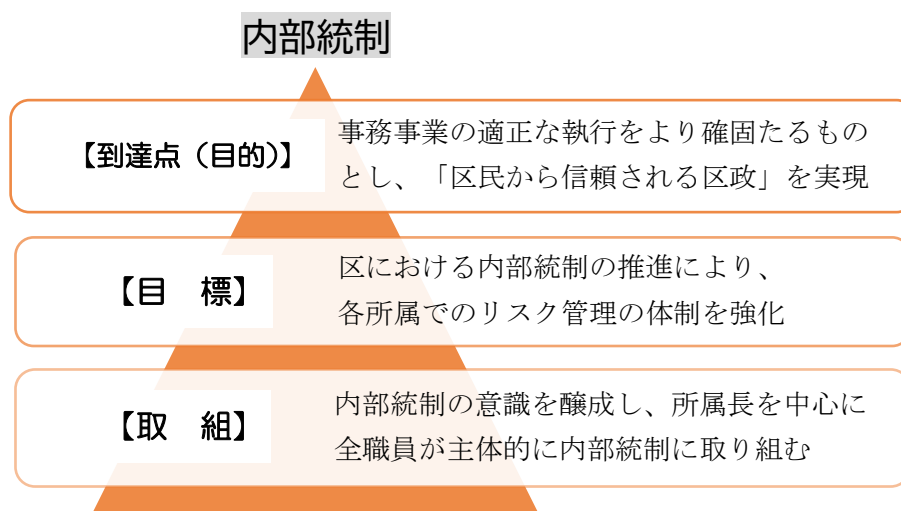 内部統制
【到達点（目的）】
事務事業の適正な執行をより確固たるもの
とし、「区民から信頼される区政」を実現
【目　標】
区における内部統制の推進により、
各所属でのリスク管理の体制を強化
【取　組】
内部統制の意識を醸成し、所属長を中心に
全職員が主体的に内部統制に取り組む